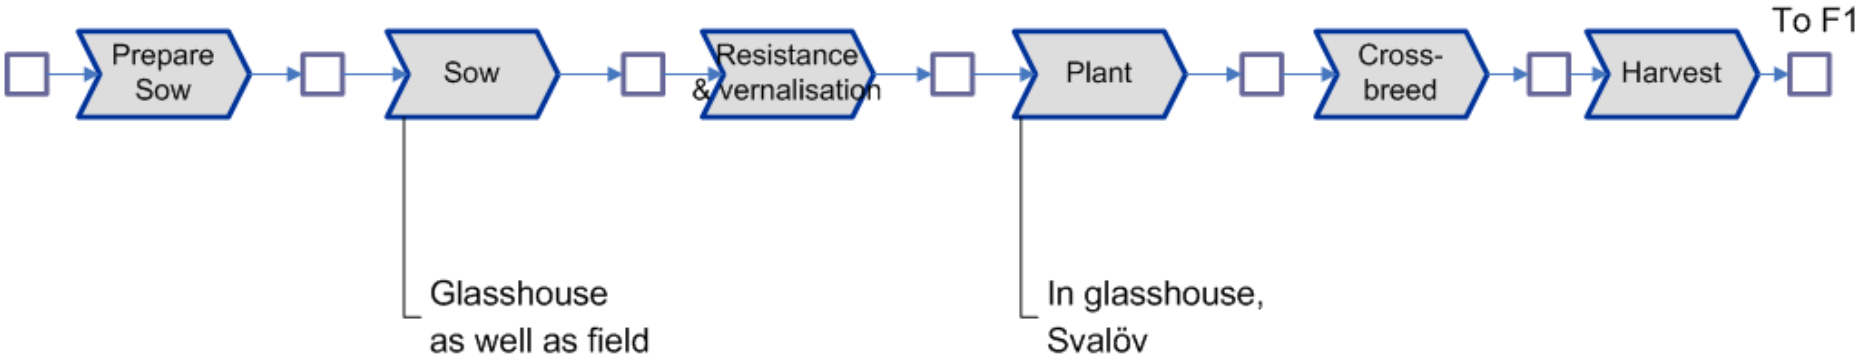 To F1
Prepare
Sow
Sow
Resistance
& vernalisation
Plant
Cross-
breed
Harvest
Glasshouse
as well as field
In glasshouse,
Svalöv